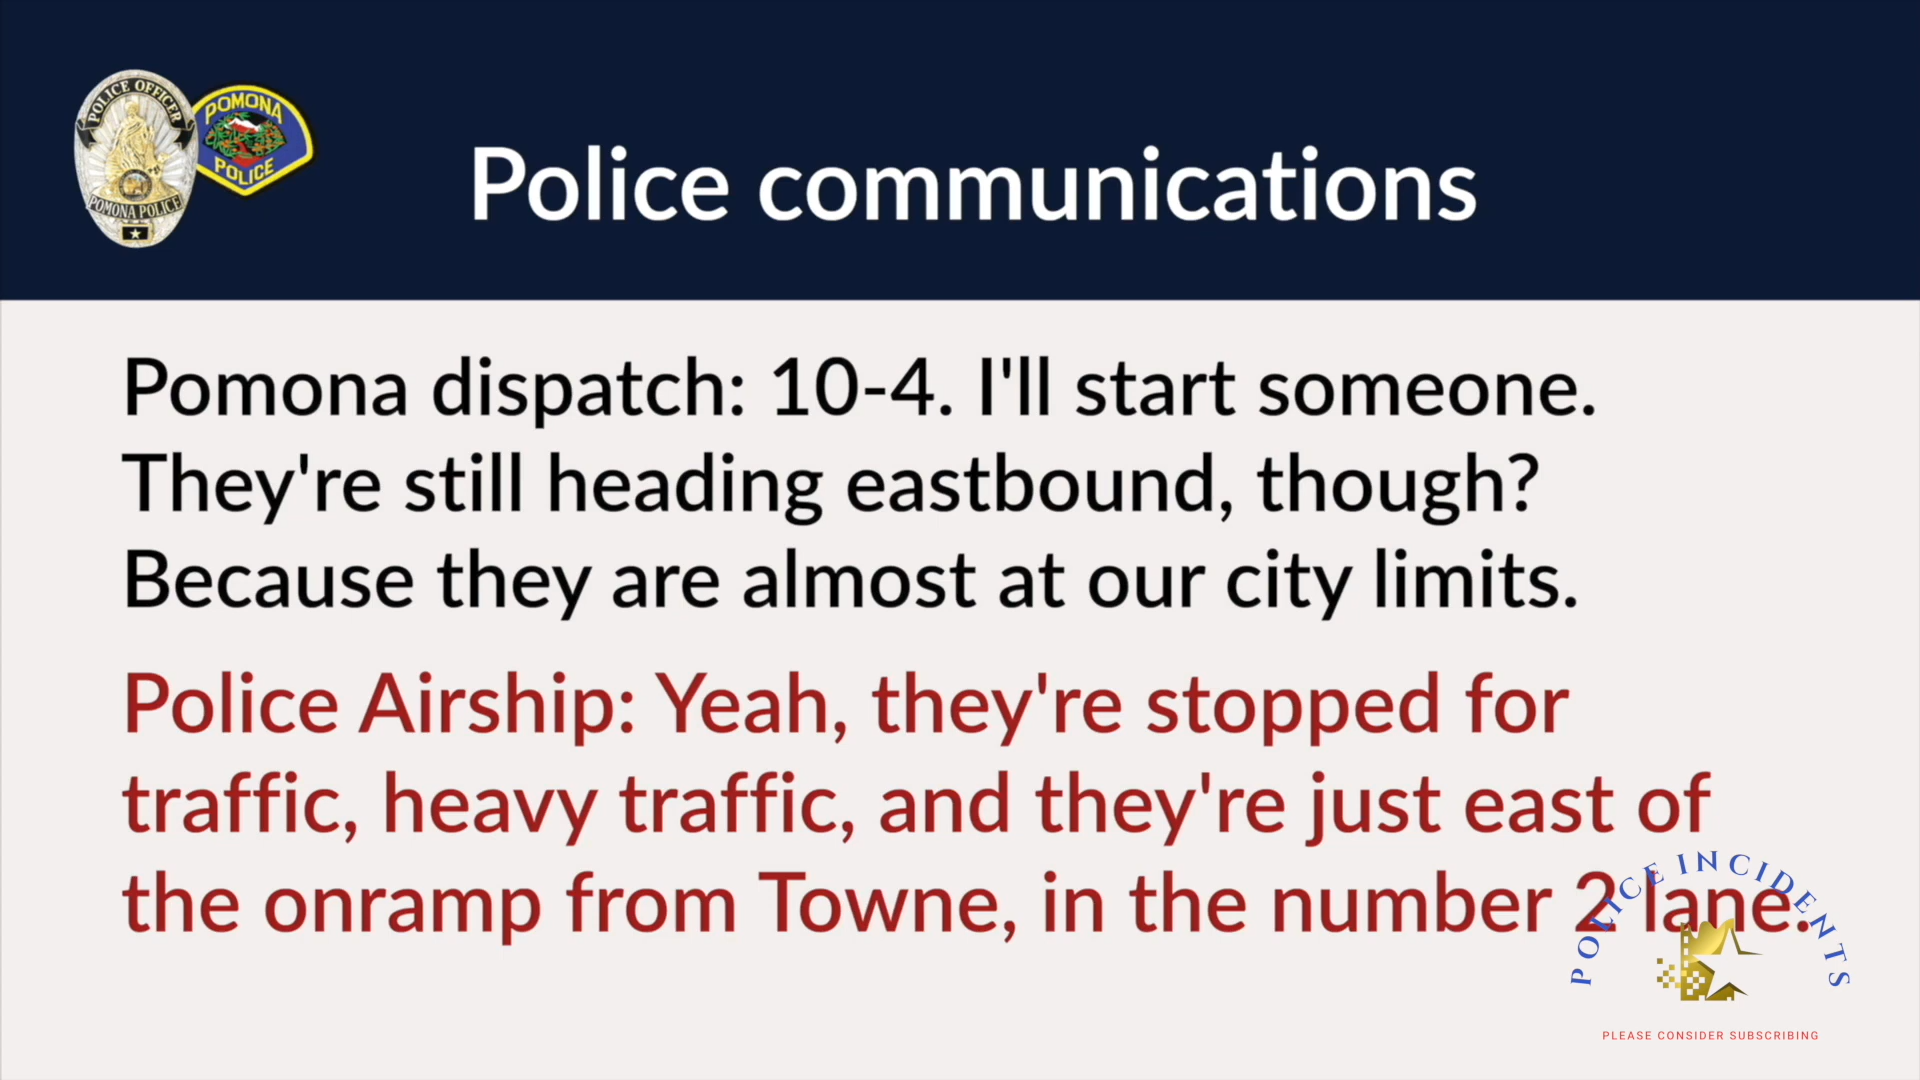 POLICE OFFICER
POMONA POLICE
POMONA
POLICE
Police communications
Pomona dispatch: 10-4. I'll start someone.
They're still heading eastbound, though?
Because they are almost at our city limits.
Police Airship: Yeah, they're stopped for
traffic, heavy traffic, and they're just east of
the onramp from Towne, in the number 2 lane.
POLICE INCIDENTS
PLEASE CONSIDER SUBSCRIBING